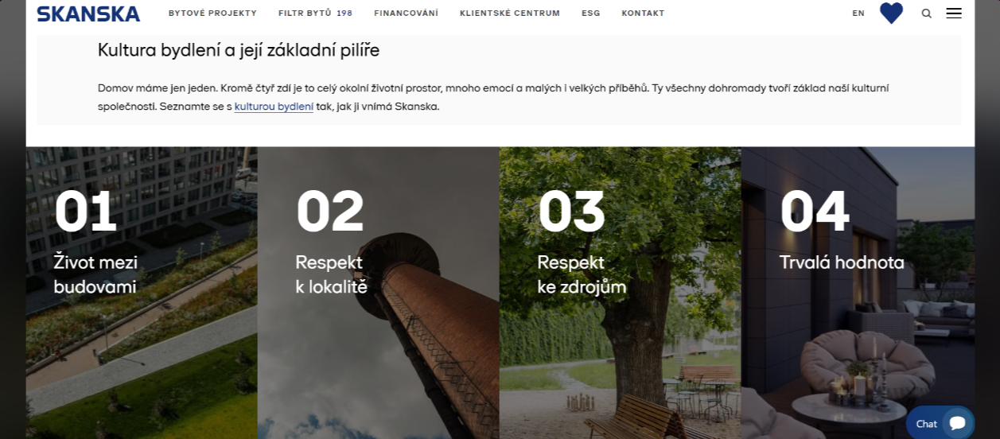 SKANSKA
BYTOVÉ PROJEKTY
FILTR BYTŮ 198
FINANCOVÁNÍ
KLIENTSKÉ CENTRUM
ESG
KONTAKT
EN
Kultura bydlení a její základní pilíře
Domov máme jen jeden. Kromě čtyř zdí je to celý okolní životní prostor, mnoho emocí a malých i velkých příběhů. Ty všechny dohromady tvoří základ naší kulturní
společnosti. Seznamte se s kulturou bydlení tak, jak ji vnímá Skanska.
01
Život mezi
budovami
02
Respekt
k lokalitě
03
Respekt
ke zdrojům
04
Trvalá hodnota
Chat